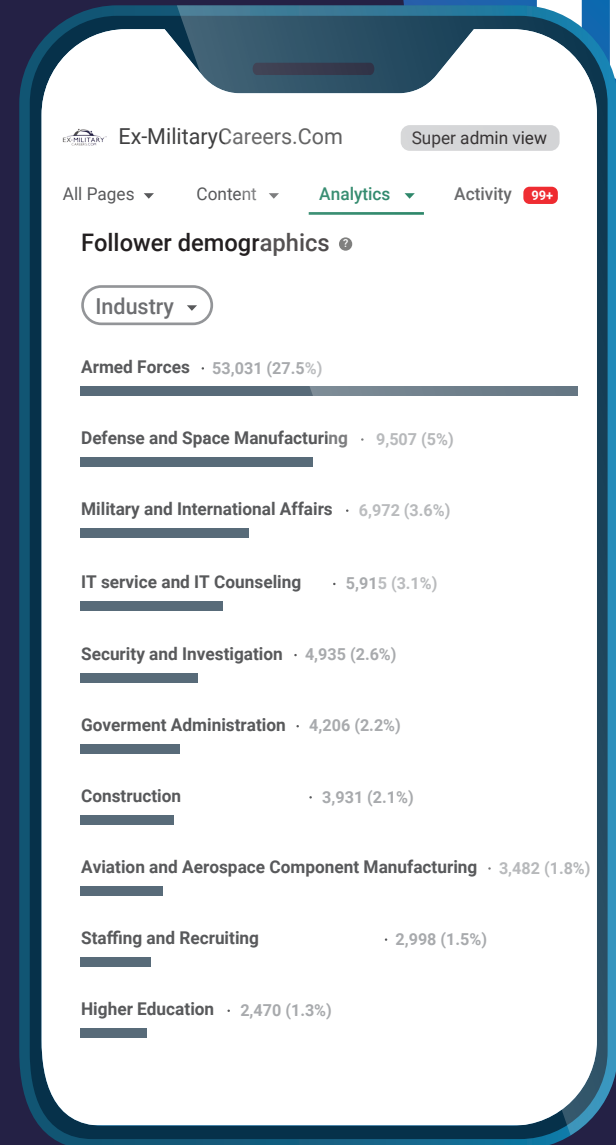 EX-MILITARY
CAREERS.COM
Ex-MilitaryCareers.Com
Super admin view
All Pages
Content
Analytics
Activity 99+
Follower demographics ?
Industry
Armed Forces · 53,031 (27.5%)
Defense and Space Manufacturing · 9,507 (5%)
Military and International Affairs · 6,972 (3.6%)
IT service and IT Counseling · 5,915 (3.1%)
Security and Investigation · 4,935 (2.6%)
Goverment Administration · 4,206 (2.2%)
Construction · 3,931 (2.1%)
Aviation and Aerospace Component Manufacturing · 3,482 (1.8%)
Staffing and Recruiting · 2,998 (1.5%)
Higher Education · 2,470 (1.3%)